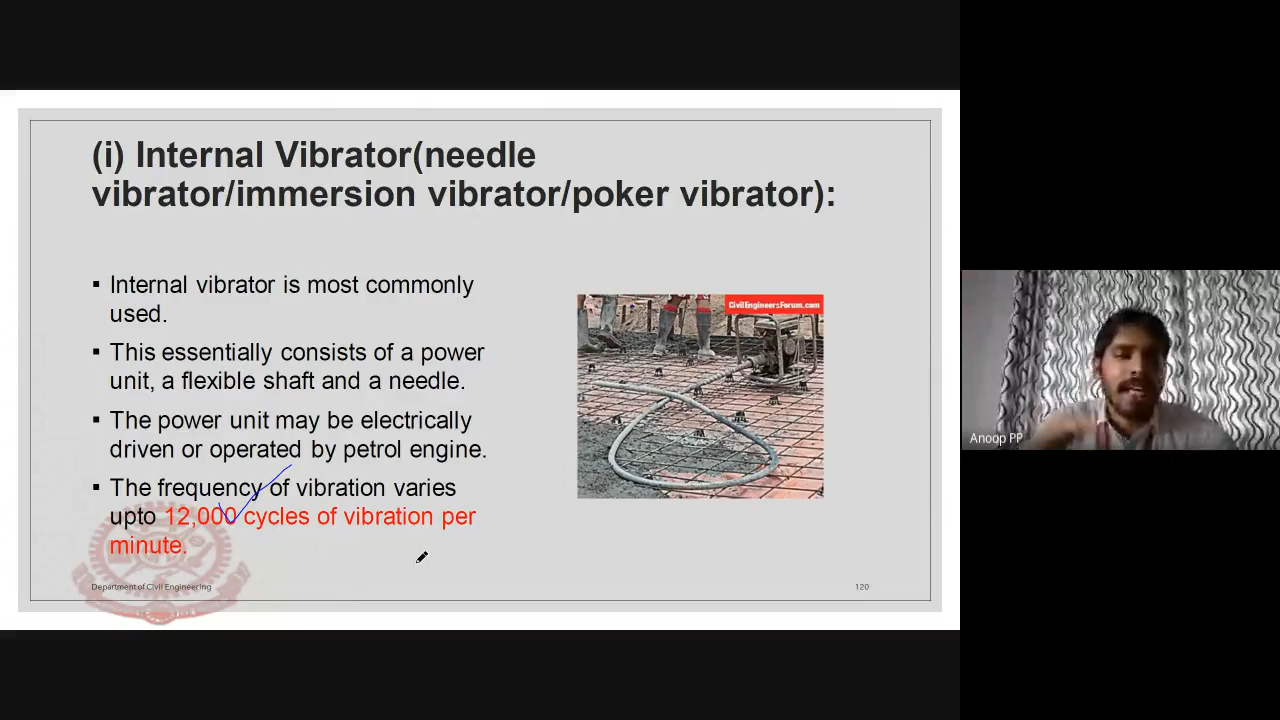 (i) Internal Vibrator(needle
vibrator/immersion vibrator/poker vibrator):
▪ Internal vibrator is most commonly
used.
▪ This essentially consists of a power
unit, a flexible shaft and a needle.
▪ The power unit may be electrically
driven or operated by petrol engine.
▪ The frequency of vibration varies
upto 12,000 cycles of vibration per
minute.
CivilEngineersForum.com
Department of Civil Engineering
120
Anoop PP